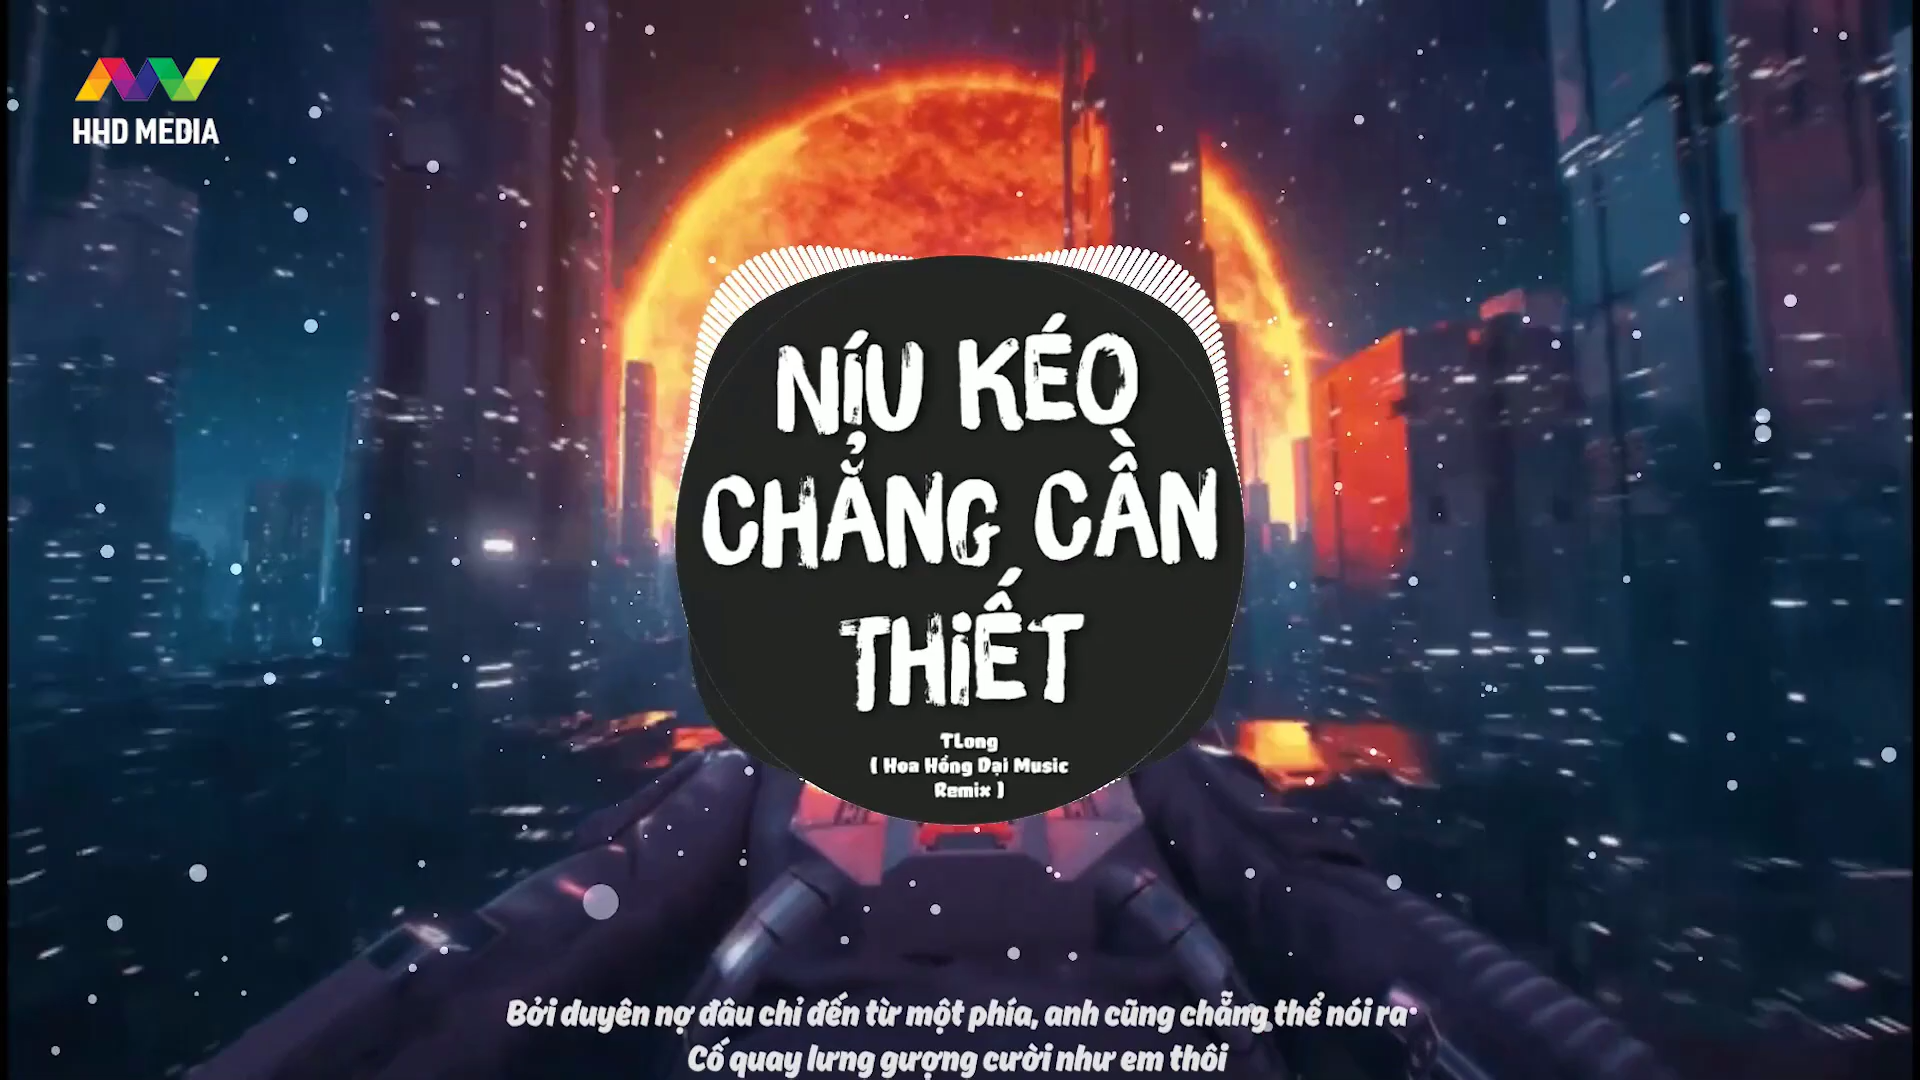 HHD MEDIA
NÍU KÉO
CHẲNG CẦN
THIẾT
TLong
( Hoa Hồng Dại Music
Remix )
Bởi duyên nợ đâu chỉ đến từ một phía, anh cũng chẵng thể nói ra
Cố quay lưng gượng cười như em thôi